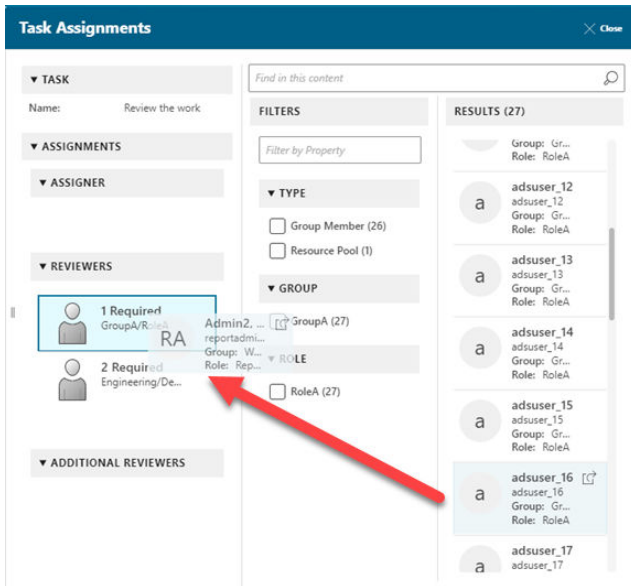 Task Assignments
Close
TASK
Name: Review the work
ASSIGNMENTS
ASSIGNER
REVIEWERS
1 Required
GroupA/RoleA
2 Required
Engineering/De...
ADDITIONAL REVIEWERS
Find in this content
FILTERS
Filter by Property
TYPE
Group Member (26)
Resource Pool (1)
GROUP
GroupA (27)
ROLE
RoleA (27)
RA
Admin2, ...
reportadmi...
Group: W...
Role: Rep...
RESULTS (27)
Group: Gr...
Role: RoleA
a
adsuser_12
adsuser_12
Group: Gr...
Role: RoleA
a
adsuser_13
adsuser_13
Group: Gr...
Role: RoleA
a
adsuser_14
adsuser_14
Group: Gr...
Role: RoleA
a
adsuser_15
adsuser_15
Group: Gr...
Role: RoleA
a
adsuser_16
adsuser_16
Group: Gr...
Role: RoleA
a
adsuser_17
adsuser_17